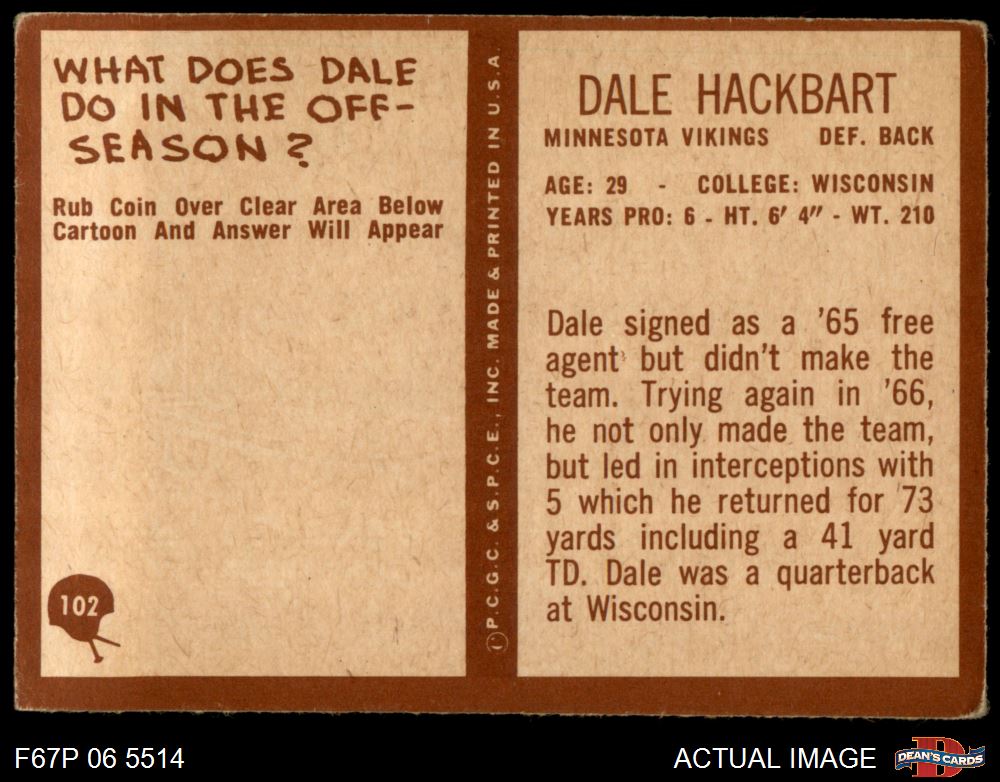 WHAT DOES DALE
DO IN THE OFF-
SEASON?
Rub Coin Over Clear Area Below
Cartoon And Answer Will Appear
102
©P.C.G.C. & S.P.C.E., INC. MADE & PRINTED IN U.S.A.
DALE HACKBART
MINNESOTA VIKINGS DEF. BACK
AGE: 29 - COLLEGE: WISCONSIN
YEARS PRO: 6 - HT. 6' 4" - WT. 210
Dale signed as a '65 free
agent but didn't make the
team. Trying again in '66,
he not only made the team,
but led in interceptions with
5 which he returned for 73
yards including a 41 yard
TD. Dale was a quarterback
at Wisconsin.
F67P 06 5514
ACTUAL IMAGE
D
DEAN'S CARDS